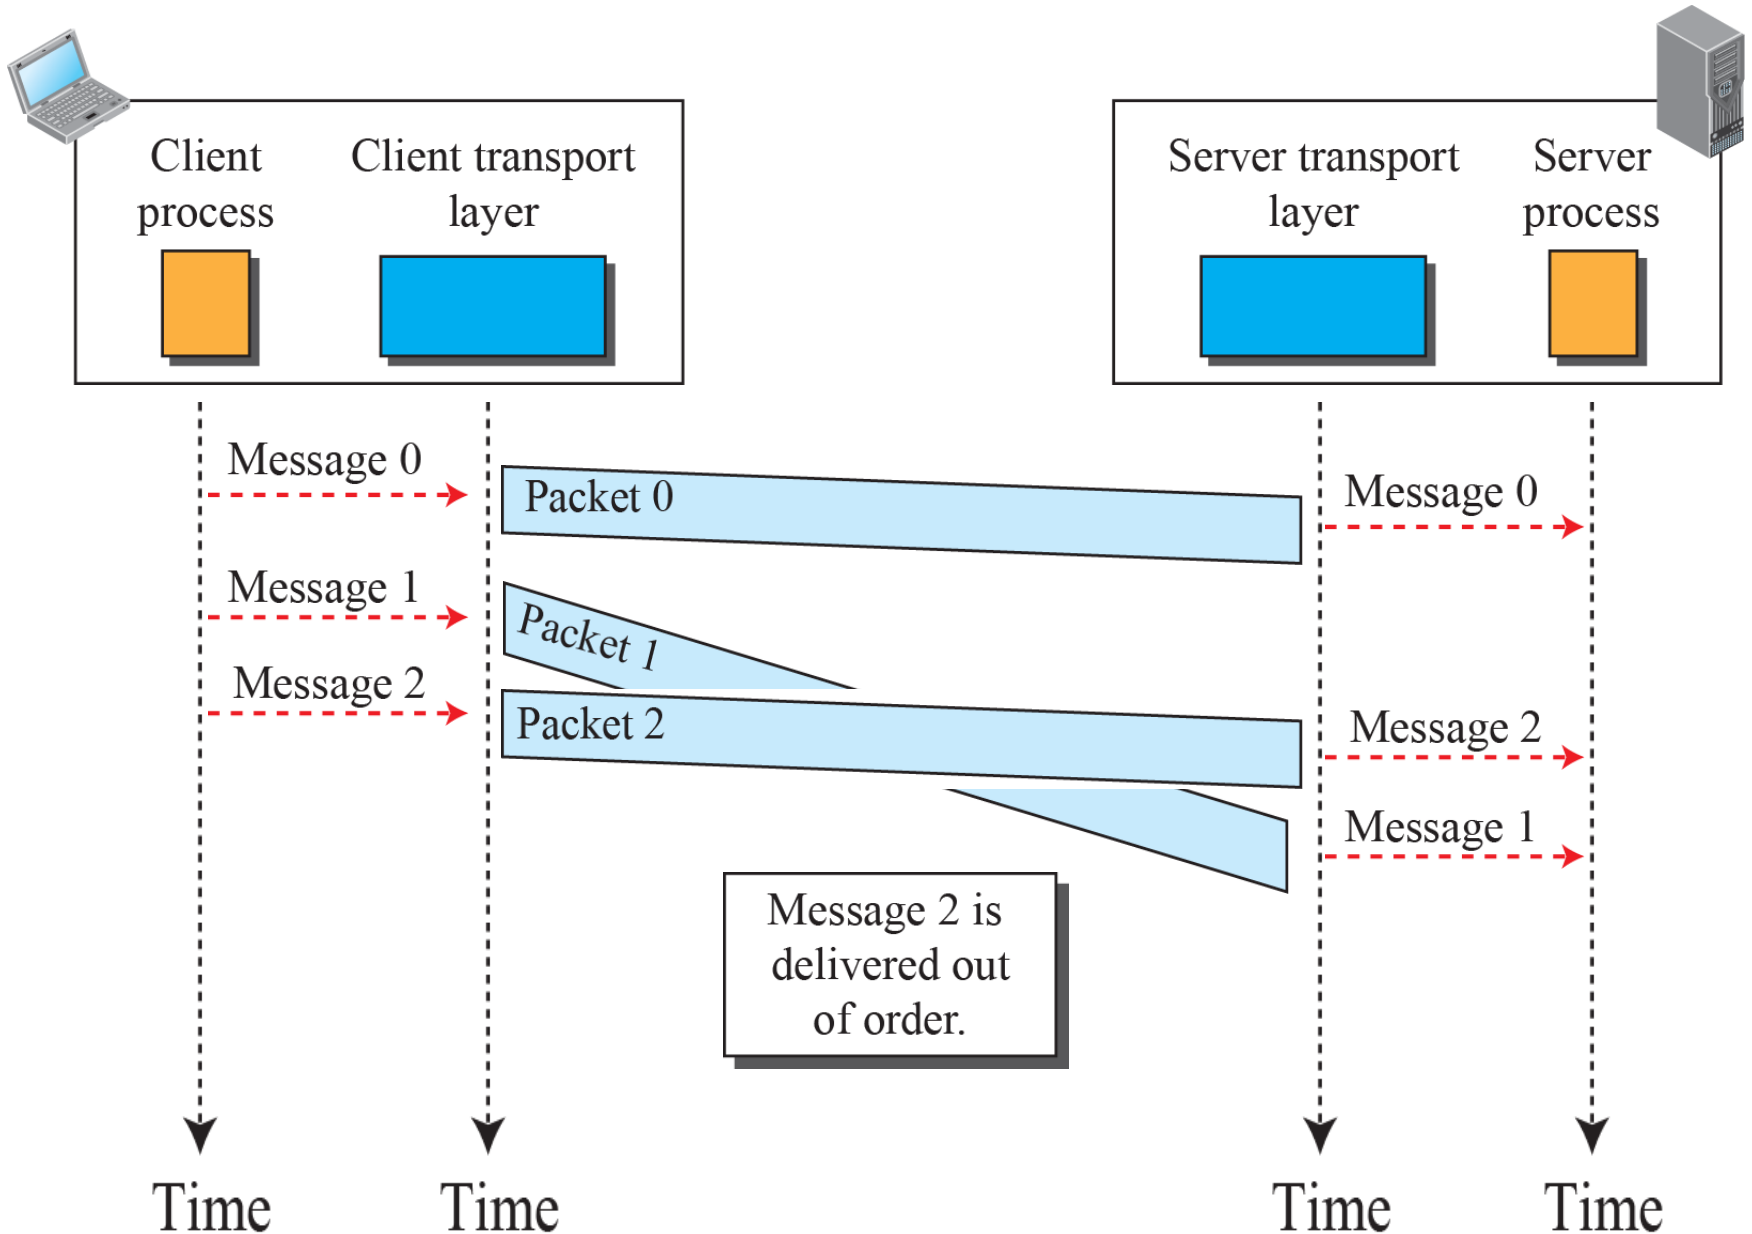 Client
process
Client transport
layer
Server transport
layer
Server
process
Message 0
Packet 0
Message 0
Message 1
Packet 1
Message 2
Packet 2
Message 2
Message 1
Message 2 is
delivered out
of order.
Time
Time
Time
Time